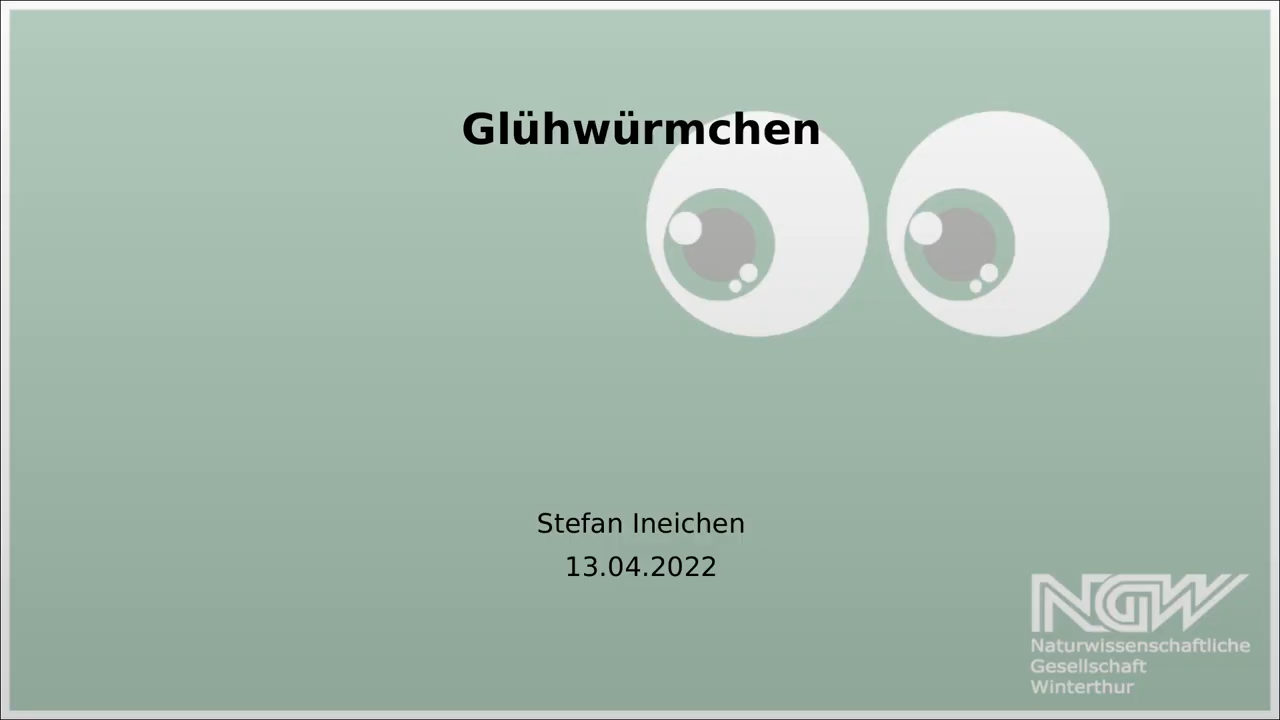 Glühwürmchen
Stefan Ineichen
13.04.2022
NGW
Naturwissenschaftliche
Gesellschaft
Winterthur